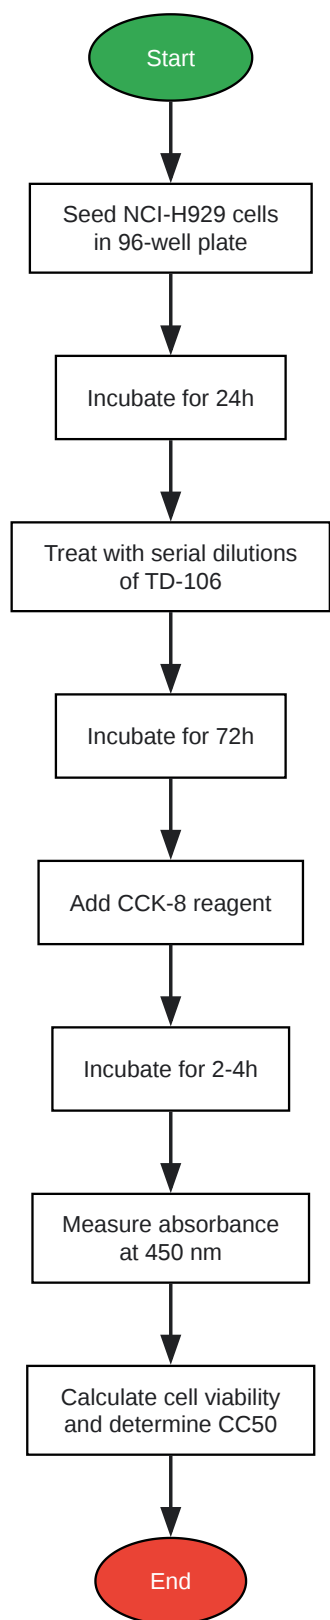 Start
Seed NCI-H929 cells
in 96-well plate
Incubate for 24h
Treat with serial dilutions
of TD-106
Incubate for 72h
Add CCK-8 reagent
Incubate for 2-4h
Measure absorbance
at 450 nm
Calculate cell viability
and determine CC50
End